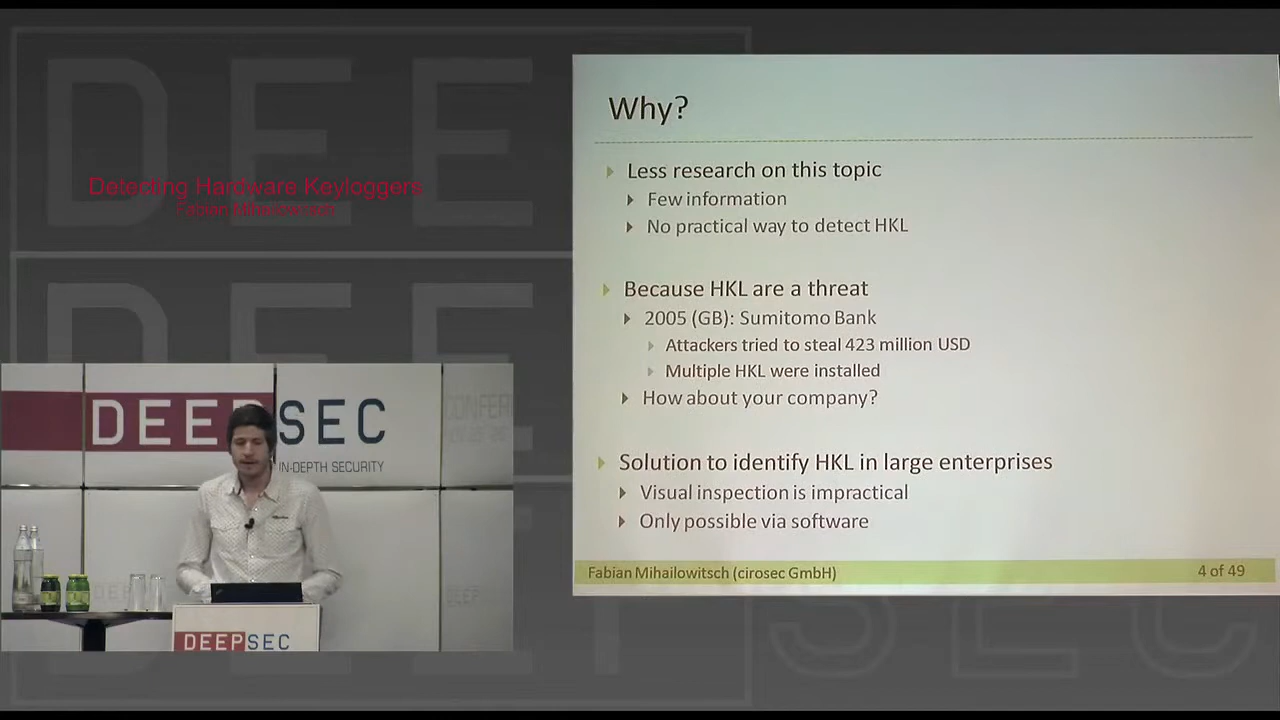 Detecting Hardware Keyloggers
Fabian Mihailowitsch
DEEPSEC
IN-DEPTH SECURITY
DEEPSEC
Why?
Less research on this topic
Few information
No practical way to detect HKL
Because HKL are a threat
2005 (GB): Sumitomo Bank
Attackers tried to steal 423 million USD
Multiple HKL were installed
How about your company?
Solution to identify HKL in large enterprises
Visual inspection is impractical
Only possible via software
Fabian Mihailowitsch (cirosec GmbH)
4 of 49